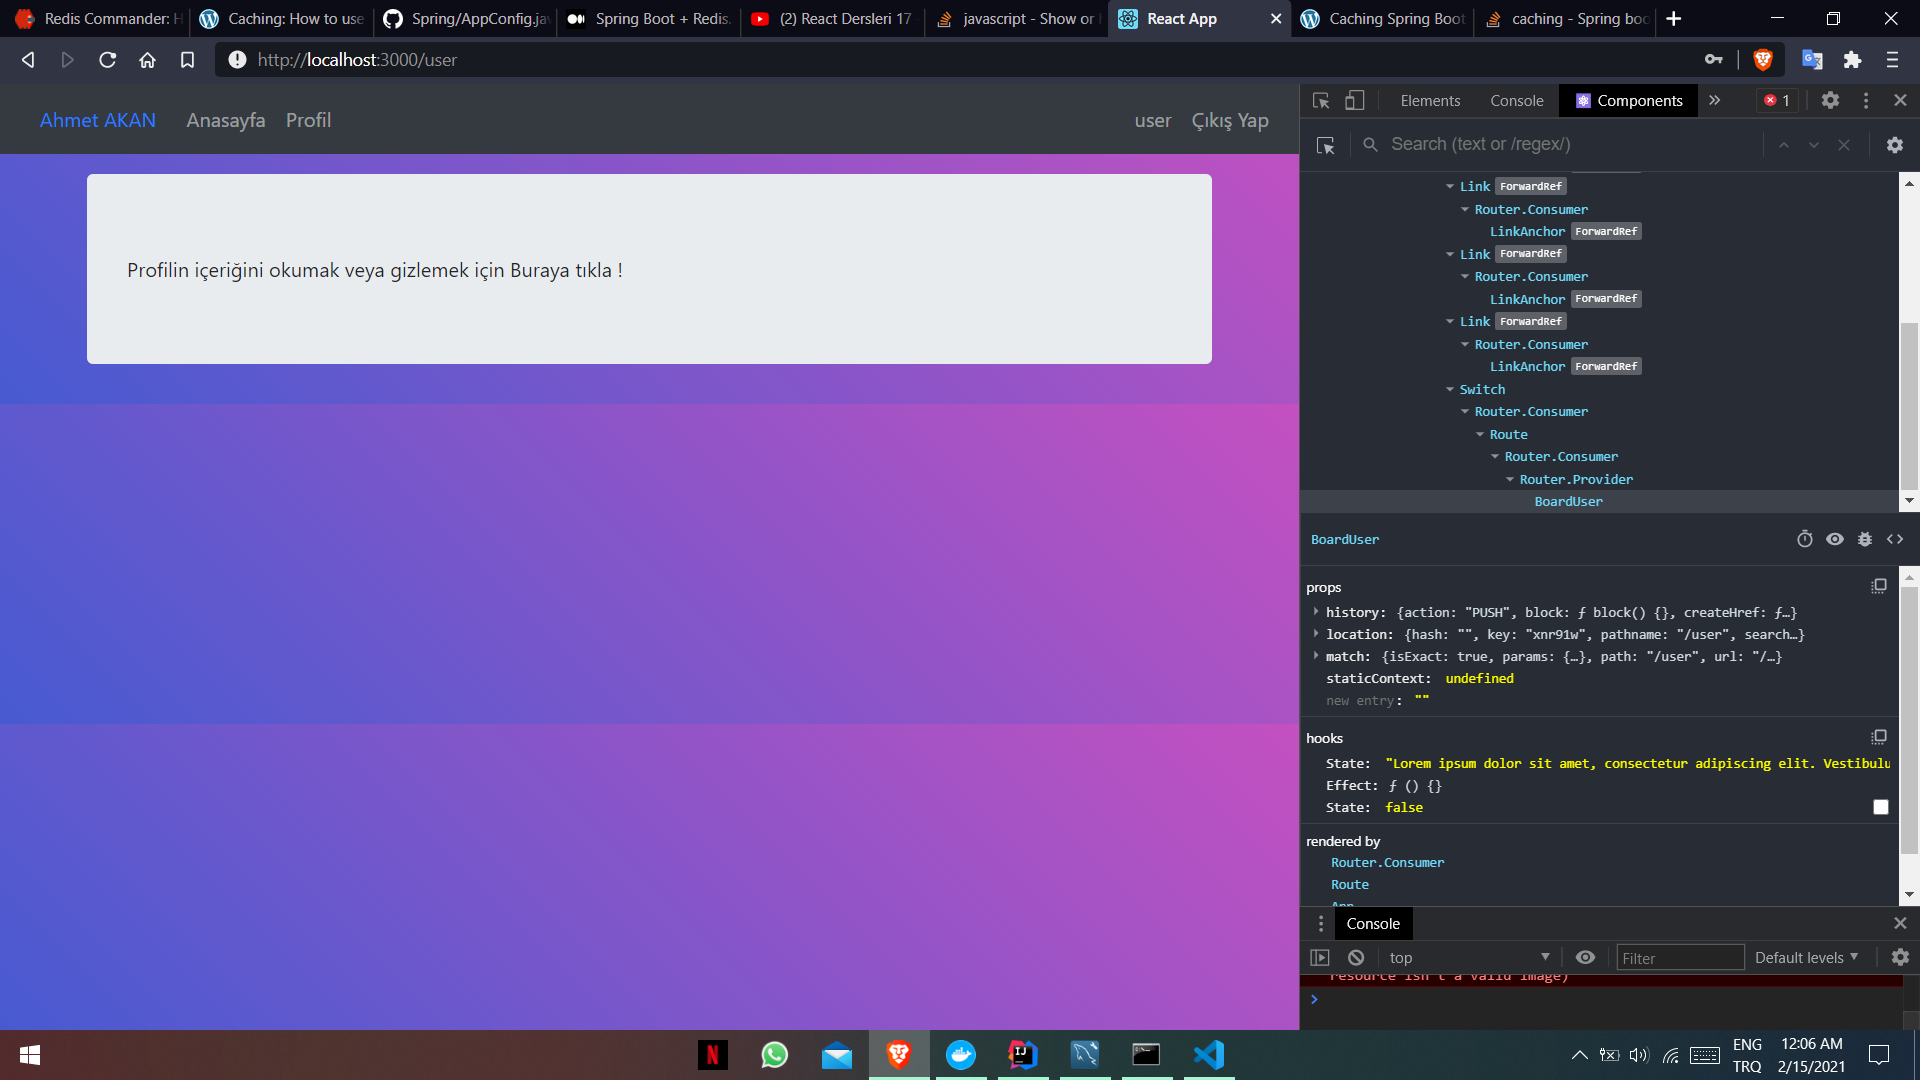 Redis Commander: H
Caching: How to use
Spring/AppConfig.jav
Spring Boot + Redis.
(2) React Dersleri 17
javascript - Show or h
React App
Caching Spring Boot
caching - Spring boo
http://localhost:3000/user
Ahmet AKAN Anasayfa Profil user Çıkış Yap
Profilin içeriğini okumak veya gizlemek için Buraya tıkla !
Elements Console Components 1
Search (text or /regex/)
Link ForwardRef
Router.Consumer
LinkAnchor ForwardRef
Link ForwardRef
Router.Consumer
LinkAnchor ForwardRef
Link ForwardRef
Router.Consumer
LinkAnchor ForwardRef
Switch
Router.Consumer
Route
Router.Consumer
Router.Provider
BoardUser
BoardUser
props
history: {action: "PUSH", block: ƒ block() {}, createHref: ƒ…}
location: {hash: "", key: "xnr91w", pathname: "/user", search…}
match: {isExact: true, params: {…}, path: "/user", url: "/…}
staticContext: undefined
new entry: ""
hooks
State: "Lorem ipsum dolor sit amet, consectetur adipiscing elit. Vestibulu
Effect: ƒ () {}
State: false
rendered by
Router.Consumer
Route
App
Console
top Filter Default levels
resource isn't a valid image)
ENG 12:06 AM
TRQ 2/15/2021